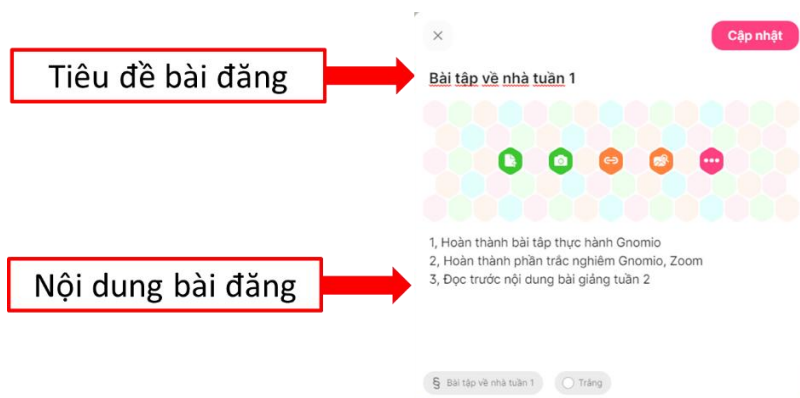 Cập nhật
Tiêu đề bài đăng
Bài tập về nhà tuần 1
1, Hoàn thành bài tâp thực hành Gnomio
2, Hoàn thành phần trắc nghiêm Gnomio, Zoom
3, Đọc trước nội dung bài giảng tuần 2
Nội dung bài đăng
§ Bài tập về nhà tuần 1
Trắng